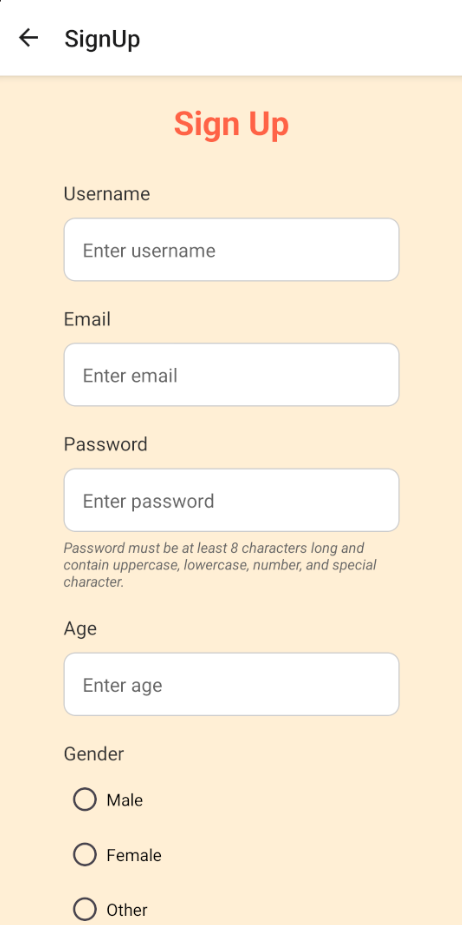 SignUp
Sign Up
Username
Enter username
Email
Enter email
Password
Enter password
Password must be at least 8 characters long and
contain uppercase, lowercase, number, and special
character.
Age
Enter age
Gender
Male
Female
Other